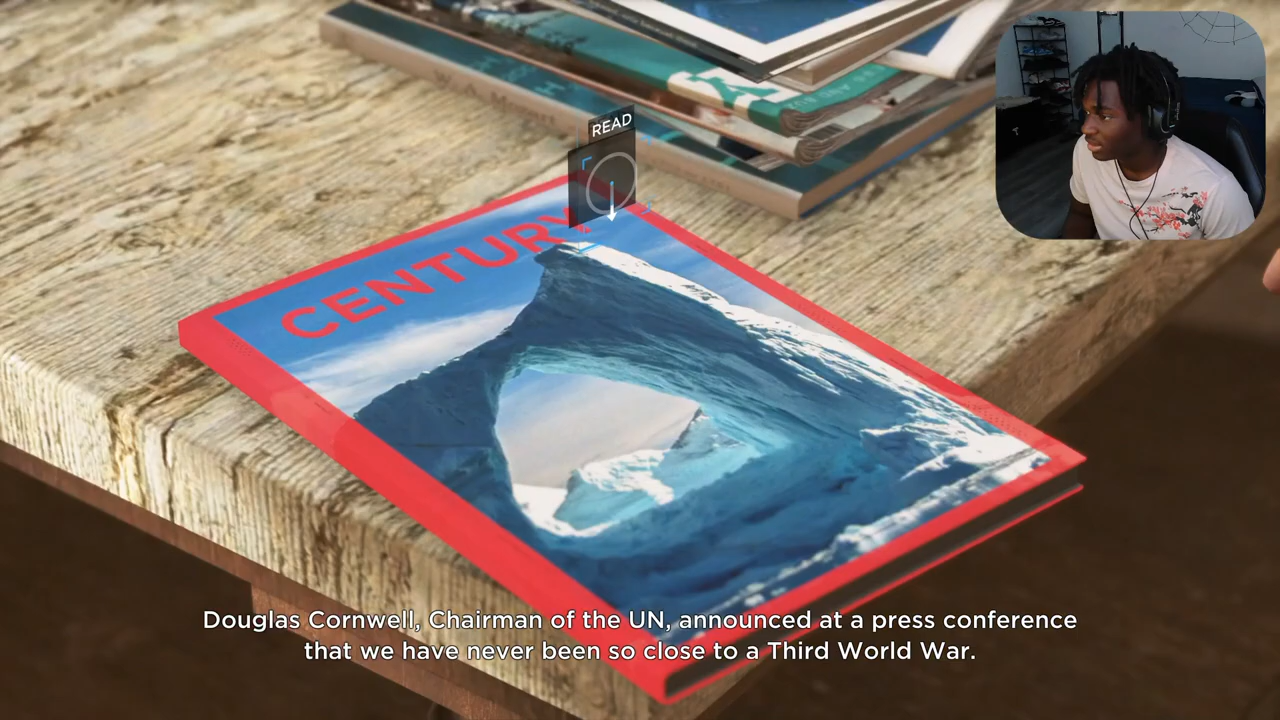 READ
CENTURY
Douglas Cornwell, Chairman of the UN, announced at a press conference
that we have never been so close to a Third World War.